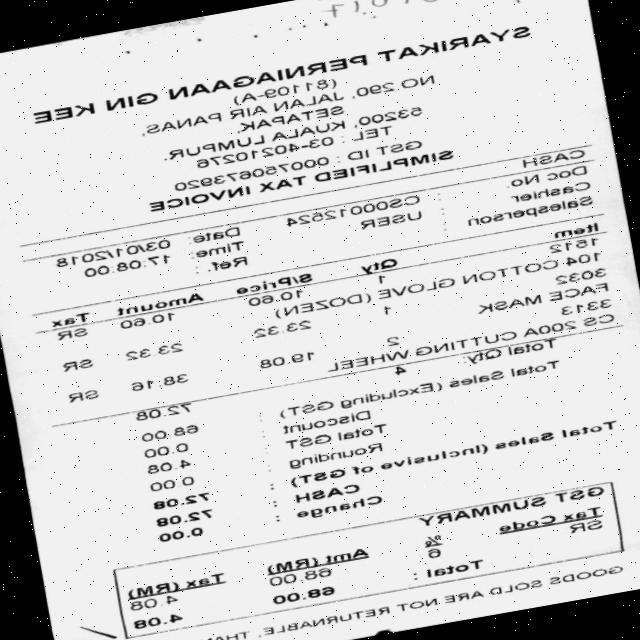 SYARIKAT PERNIAGAAN GIN KEE
(81109-A)
NO 290, JALAN AIR PANAS,
SETAPAK,
53200, KUALA LUMPUR.
TEL : 03-40210276
GST ID : 000750673920
SIMPLIFIED TAX INVOICE
CASH
Doc No. : CS00012524 Date: 03/01/2018
Cashier : USER Time: 17:08:00
Salesperson : Ref. :
Item Qty S/Price Amount Tax
1512 1 10.60 10.60 SR
104 COTTON GLOVE (DOZEN)
3032 1 23.32 23.32 SR
FACE MASK
3313 2 19.08 38.16 SR
CS 200A CUTTING WHEEL
Total Qty 4 72.08
Total Sales (Excluding GST) : 68.00
Discount : 0.00
Total GST : 4.08
Rounding : 0.00
Total Sales (Inclusive of GST) : 72.08
CASH : 72.08
Change : 0.00
GST SUMMARY
Tax Code % Amt (RM) Tax (RM)
SR 6 68.00 4.08
Total : 68.00 4.08
GOODS SOLD ARE NOT RETURNABLE, THAN